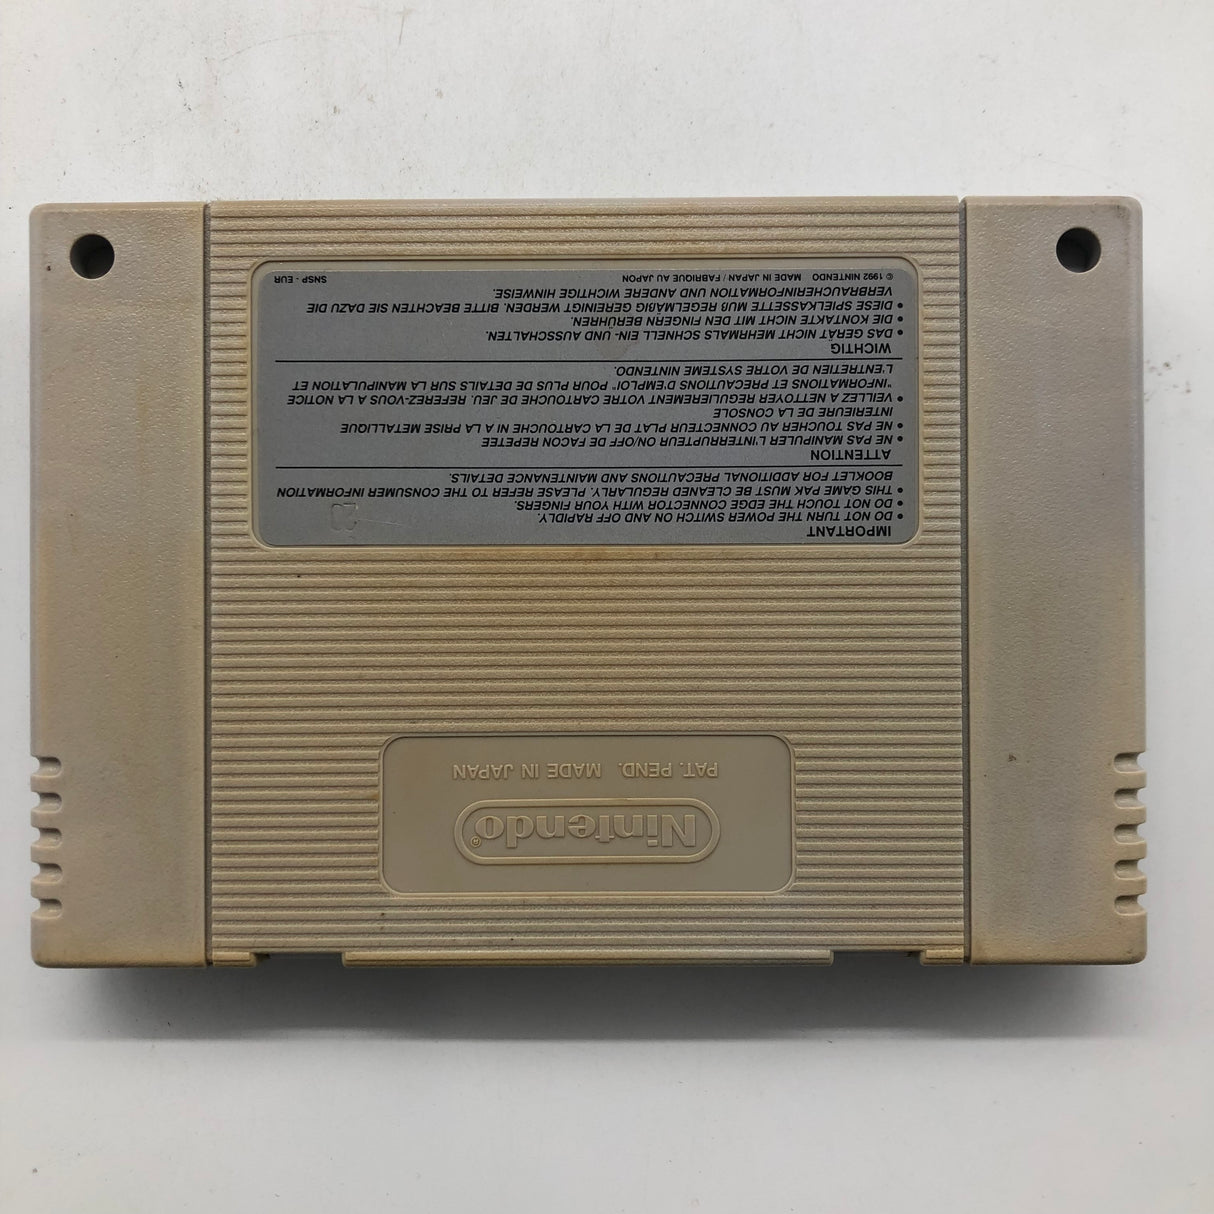 IMPORTANT
● DO NOT TURN THE POWER SWITCH ON AND OFF RAPIDLY.
● DO NOT TOUCH THE EDGE CONNECTOR WITH YOUR FINGERS.
● THIS GAME PAK MUST BE CLEANED REGULARLY. PLEASE REFER TO THE CONSUMER INFORMATION
BOOKLET FOR ADDITIONAL PRECAUTIONS AND MAINTENANCE DETAILS.
ATTENTION
● NE PAS MANIPULER L'INTERRUPTEUR ON/OFF DE FACON REPETEE
● NE PAS TOUCHER AU CONNECTEUR PLAT DE LA CARTOUCHE NI A LA PRISE METALLIQUE
INTERIEURE DE LA CONSOLE
● VEILLEZ A NETTOYER REGULIEREMENT VOTRE CARTOUCHE DE JEU. REFEREZ-VOUS A LA NOTICE
"INFORMATIONS ET PRECAUTIONS D'EMPLOI" POUR PLUS DE DETAILS SUR LA MANIPULATION ET
L'ENTRETIEN DE VOTRE SYSTEME NINTENDO.
WICHTIG
● DAS GERÄT NICHT MEHRMALS SCHNELL EIN- UND AUSSCHALTEN.
● DIE KONTAKTE NICHT MIT DEN FINGERN BERÜHREN.
● DIESE SPIELKASSETTE MUß REGELMAßIG GEREINIGT WERDEN. BITTE BEACHTEN SIE DAZU DIE
VERBRAUCHERINFORMATION UND ANDERE WICHTIGE HINWEISE.
© 1992 NINTENDO MADE IN JAPAN / FABRIQUE AU JAPON SNSP - EUR
Nintendo®
PAT. PEND. MADE IN JAPAN